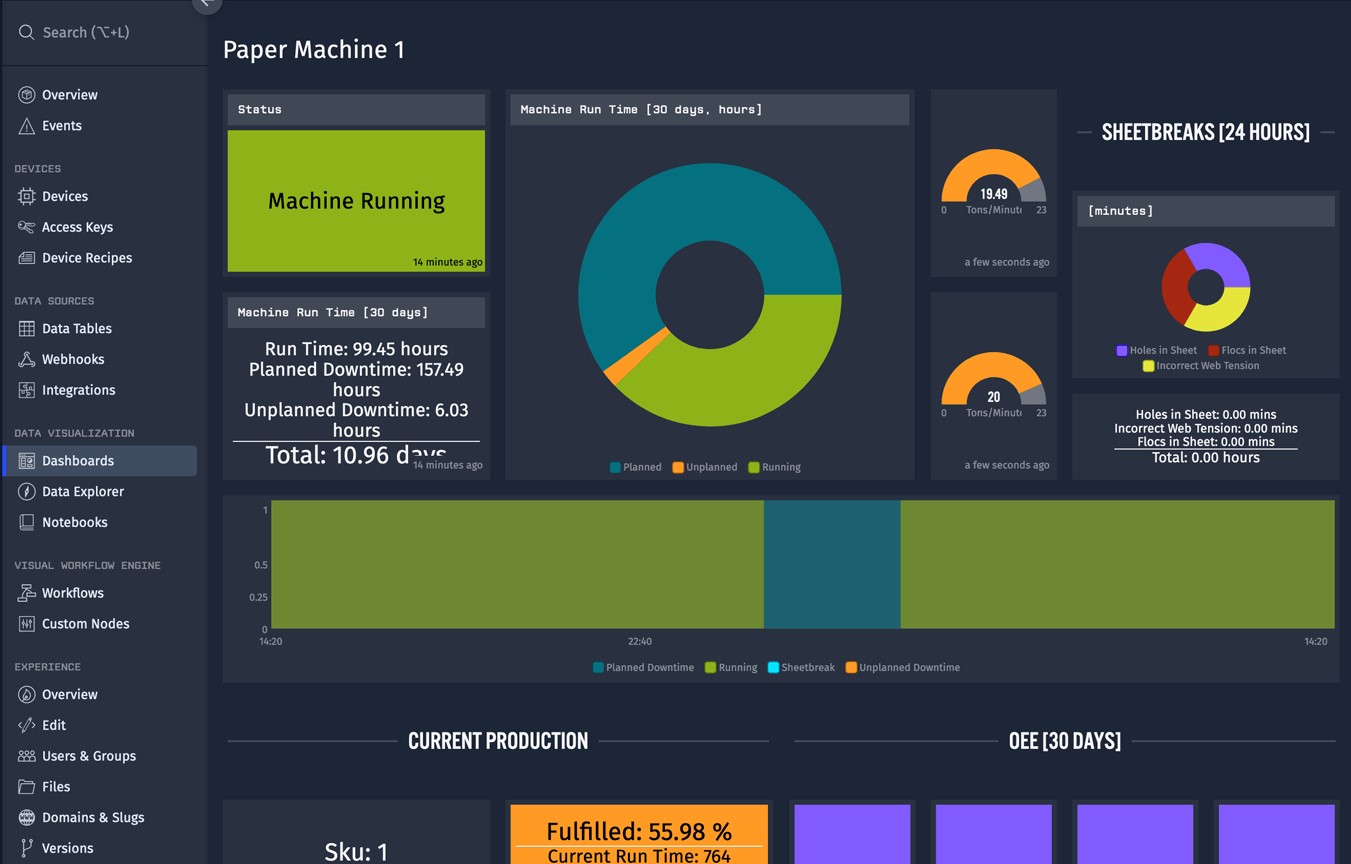 Search (⌥+L)
Overview
Events
DEVICES
Devices
Access Keys
Device Recipes
DATA SOURCES
Data Tables
Webhooks
Integrations
DATA VISUALIZATION
Dashboards
Data Explorer
Notebooks
VISUAL WORKFLOW ENGINE
Workflows
Custom Nodes
EXPERIENCE
Overview
Edit
Users & Groups
Files
Domains & Slugs
Versions
Paper Machine 1
Status
Machine Running
14 minutes ago
Machine Run Time [30 days]
Run Time: 99.45 hours
Planned Downtime: 157.49
hours
Unplanned Downtime: 6.03
hours
Total: 10.96 days
14 minutes ago
Machine Run Time [30 days, hours]
Planned Unplanned Running
19.49
0 Tons/Minute 23
a few seconds ago
20
0 Tons/Minute 23
a few seconds ago
SHEETBREAKS [24 HOURS]
[minutes]
Holes in Sheet Flocs in Sheet
Incorrect Web Tension
Holes in Sheet: 0.00 mins
Incorrect Web Tension: 0.00 mins
Flocs in Sheet: 0.00 mins
Total: 0.00 hours
1
0.5
0.25
0
14:20 22:40 14:20
Planned Downtime Running Sheetbreak Unplanned Downtime
CURRENT PRODUCTION
OEE [30 DAYS]
Sku: 1
Fulfilled: 55.98 %
Current Run Time: 764